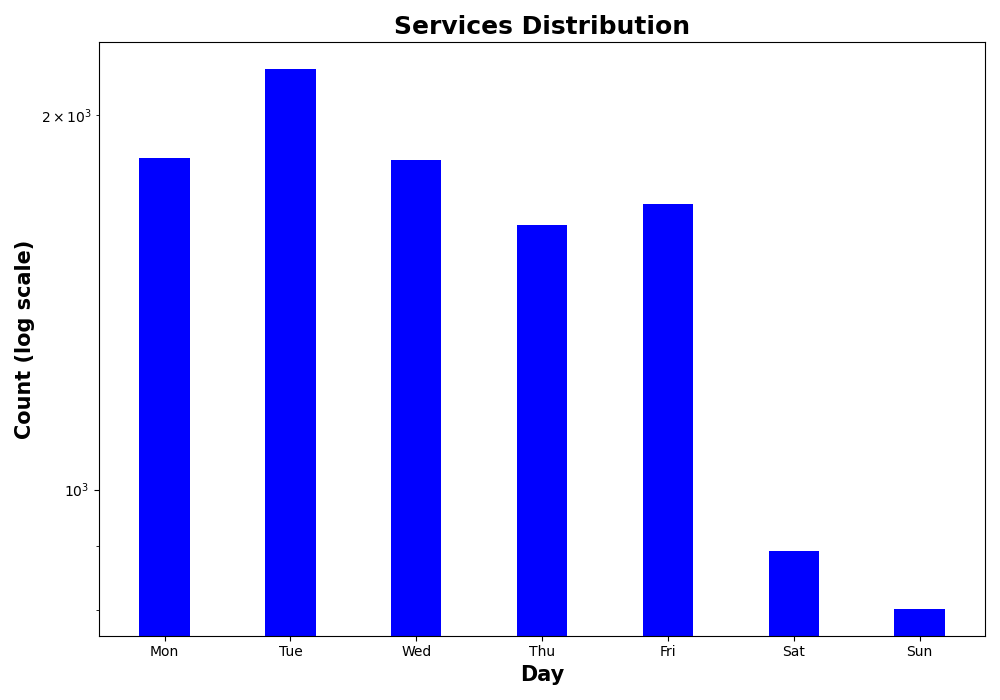 Services Distribution
Count (log scale)
2 × 10³
10³
Mon Tue Wed Thu Fri Sat Sun
Day